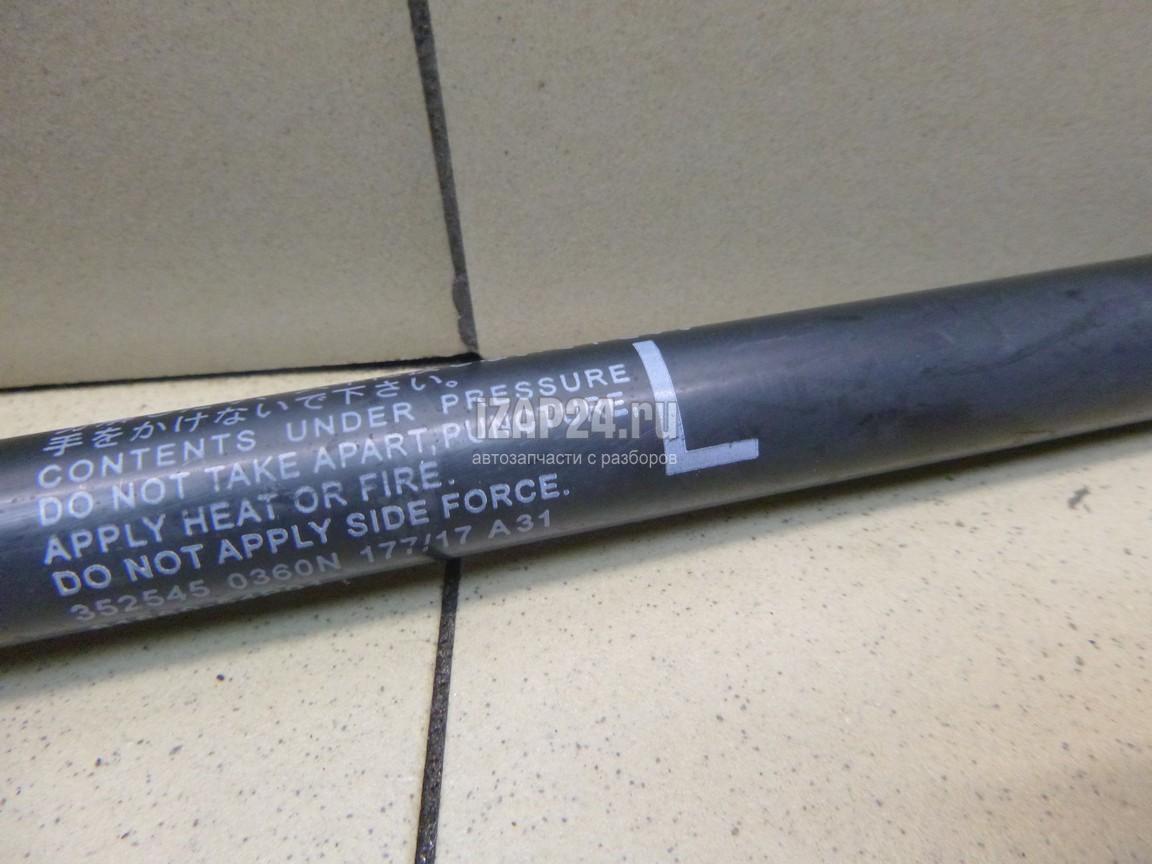 手をかけないで下さい。
CONTENTS UNDER PRESSURE
DO NOT TAKE APART, PUNCTURE,
APPLY HEAT OR FIRE.
DO NOT APPLY SIDE FORCE.
352545 0360N 177/17 A31
L
iZAP24.ru
автозапчасти с разборов